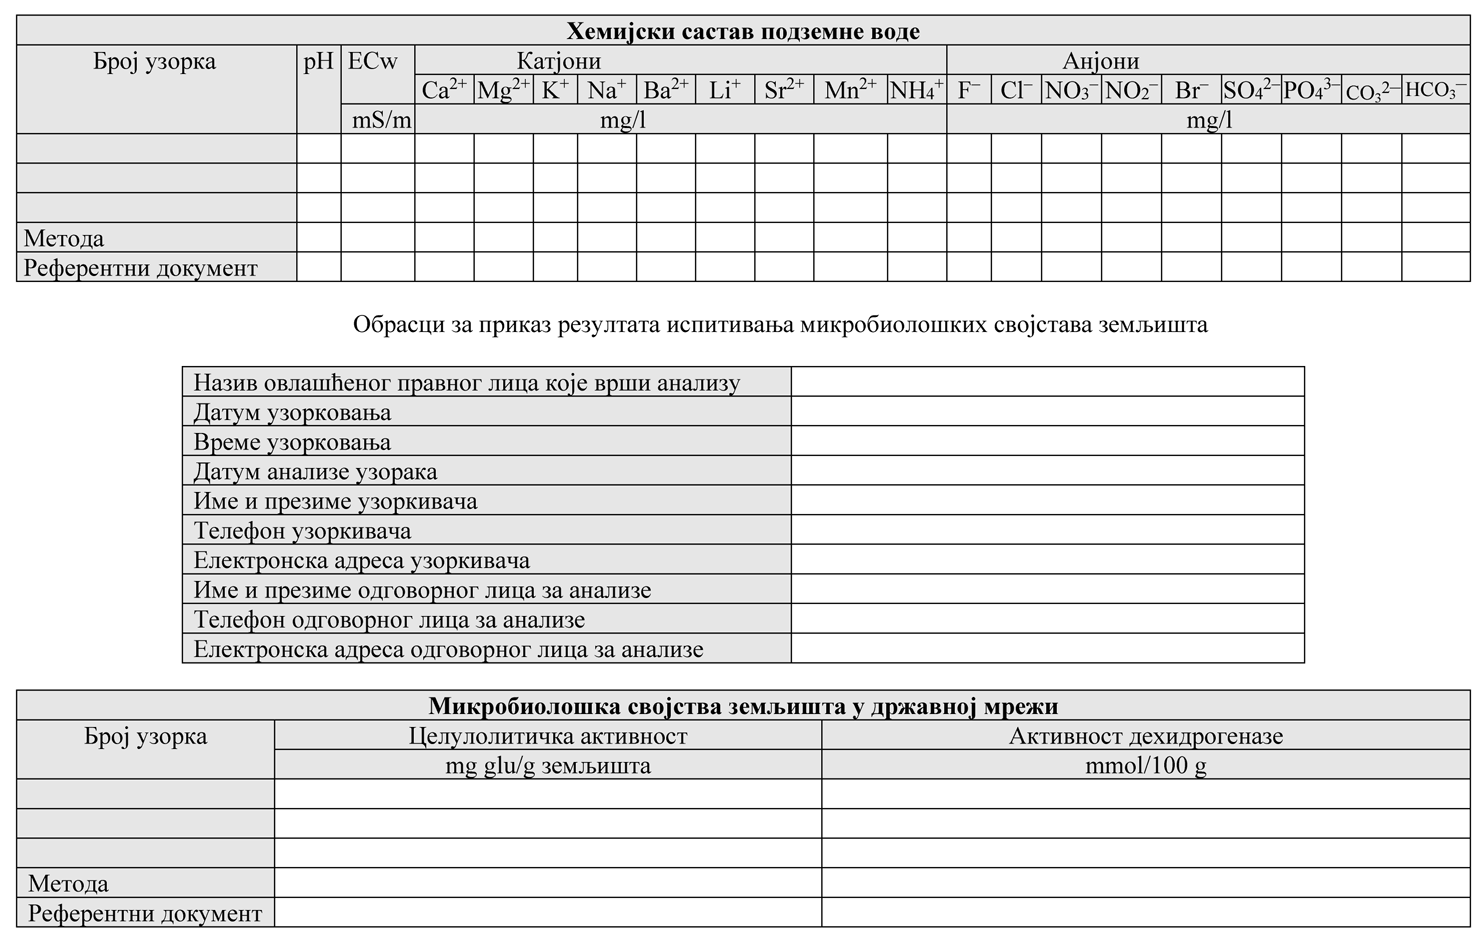 Хемијски састав подземне воде
Број узорка pH ECw Катјони Анјони
Ca²⁺ Mg²⁺ K⁺ Na⁺ Ba²⁺ Li⁺ Sr²⁺ Mn²⁺ NH₄⁺ F⁻ Cl⁻ NO₃⁻ NO₂⁻ Br⁻ SO₄²⁻ PO₄³⁻ CO₃²⁻ HCO₃⁻
mS/m mg/l mg/l
Метода
Референтни документ
Обрасци за приказ резултата испитивања микробиолошких својстава земљишта
Назив овлашћеног правног лица које врши анализу
Датум узорковања
Време узорковања
Датум анализе узорака
Име и презиме узоркивача
Телефон узоркивача
Електронска адреса узоркивача
Име и презиме одговорног лица за анализе
Телефон одговорног лица за анализе
Електронска адреса одговорног лица за анализе
Микробиолошка својства земљишта у државној мрежи
Број узорка Целулолитичка активност Активност дехидрогеназе
mg glu/g земљишта mmol/100 g
Метода
Референтни документ